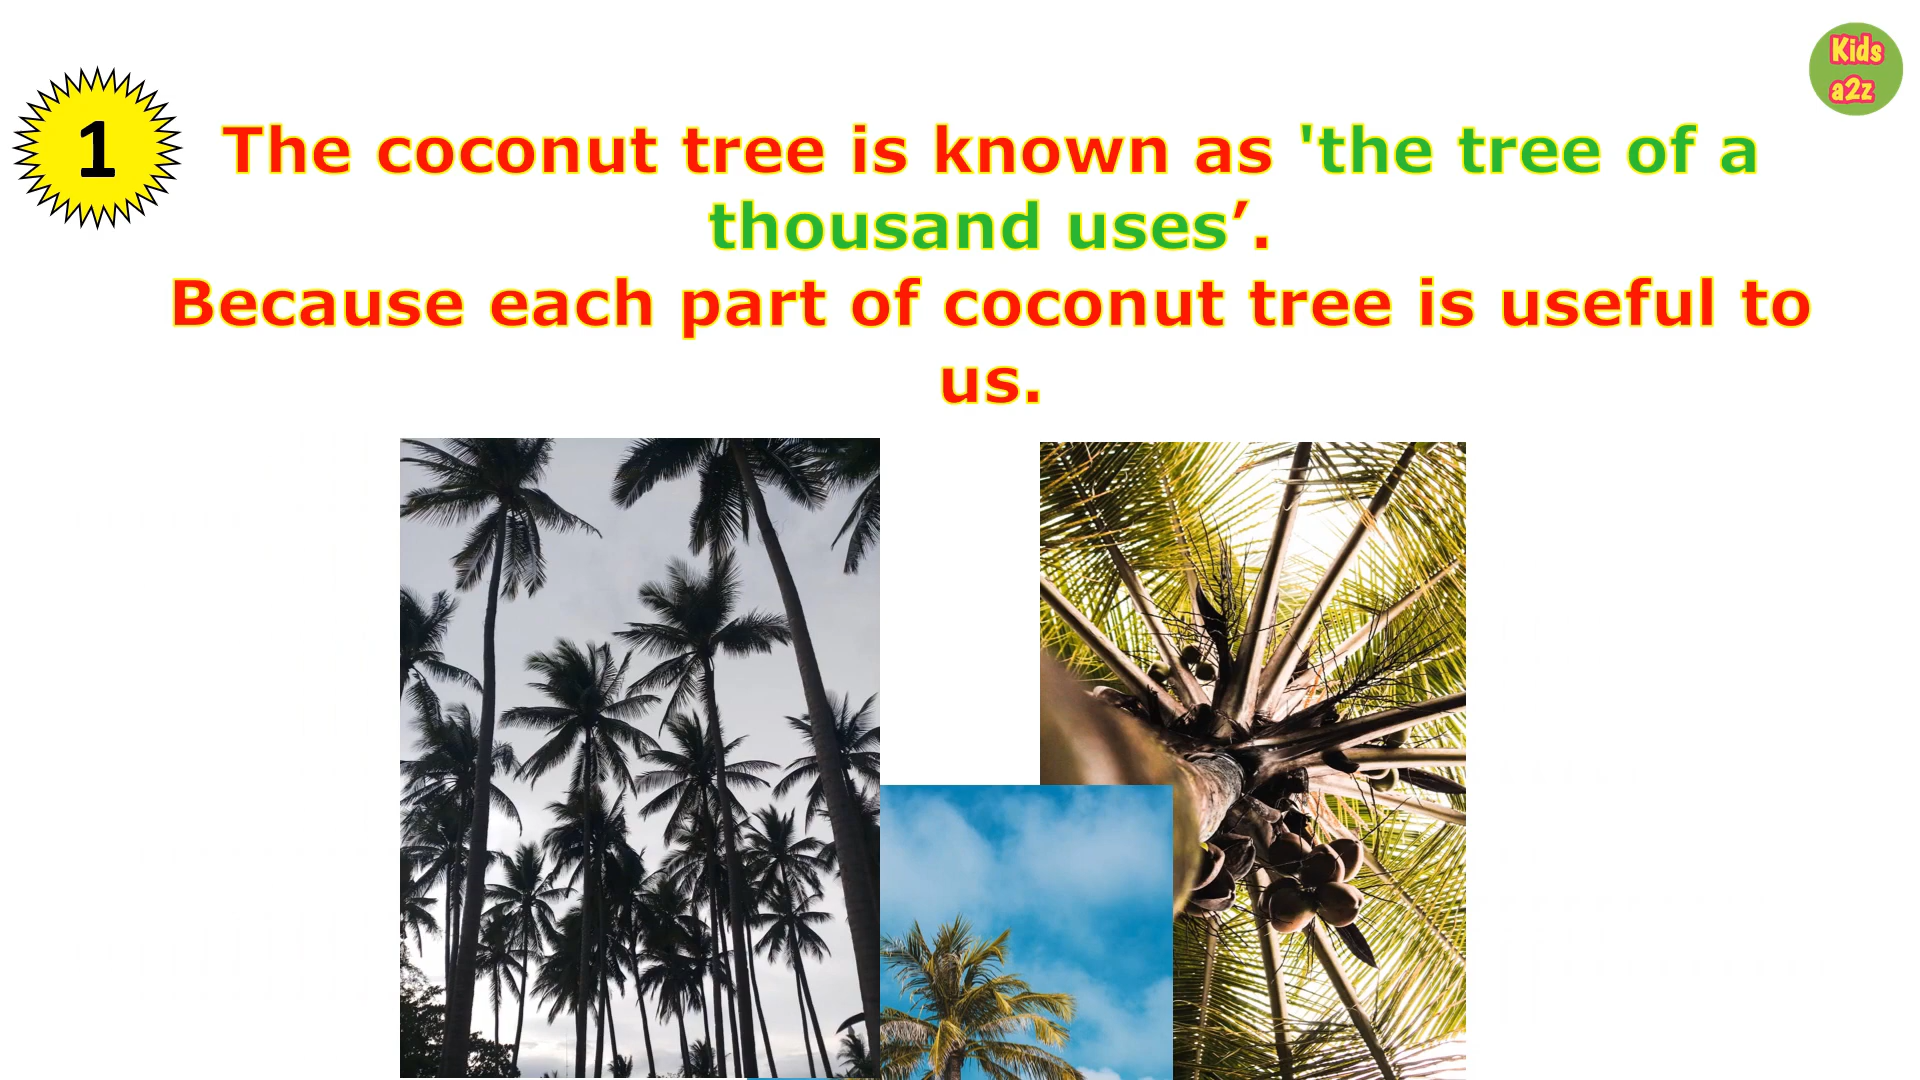 Kids
a2z
1
The coconut tree is known as 'the tree of a
thousand uses’.
Because each part of coconut tree is useful to
us.